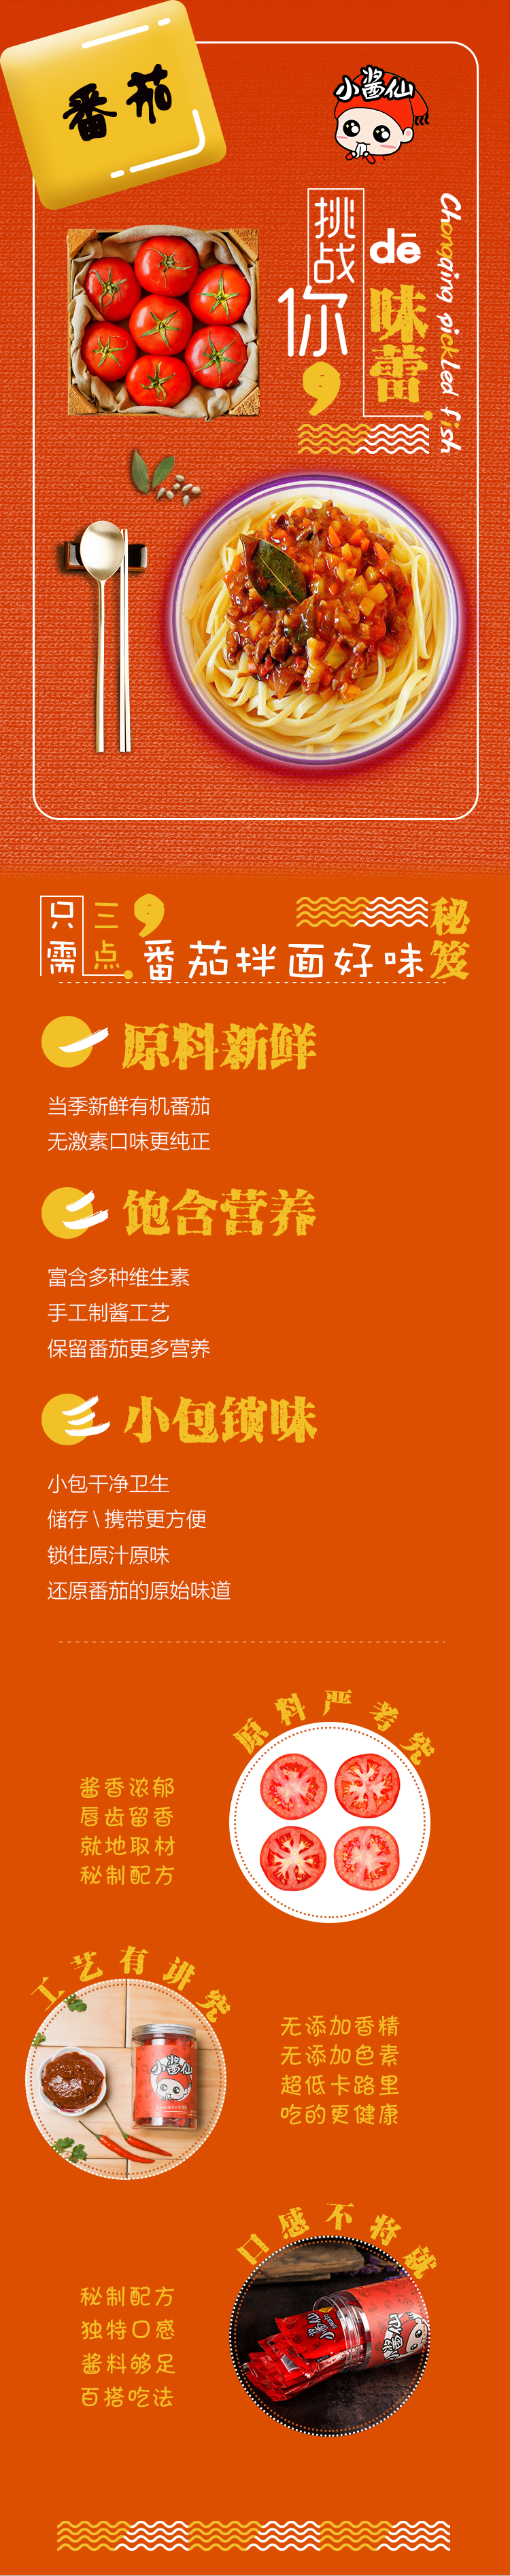 番茄
小酱仙
挑战
你
dē
味蕾
Chongqing pickled fish
只需
三点
番茄拌面好味
秘笈
原料新鲜
当季新鲜有机番茄
无激素口味更纯正
饱含营养
富含多种维生素
手工制酱工艺
保留番茄更多营养
小包锁味
小包干净卫生
储存 \ 携带更方便
锁住原汁原味
还原番茄的原始味道
原料严考究
酱香浓郁
唇齿留香
就地取材
秘制配方
工艺有讲究
小酱仙
无添加香精
无添加色素
超低卡路里
吃的更健康
口感不将就
秘制配方
独特口感
酱料够足
百搭吃法
小酱仙